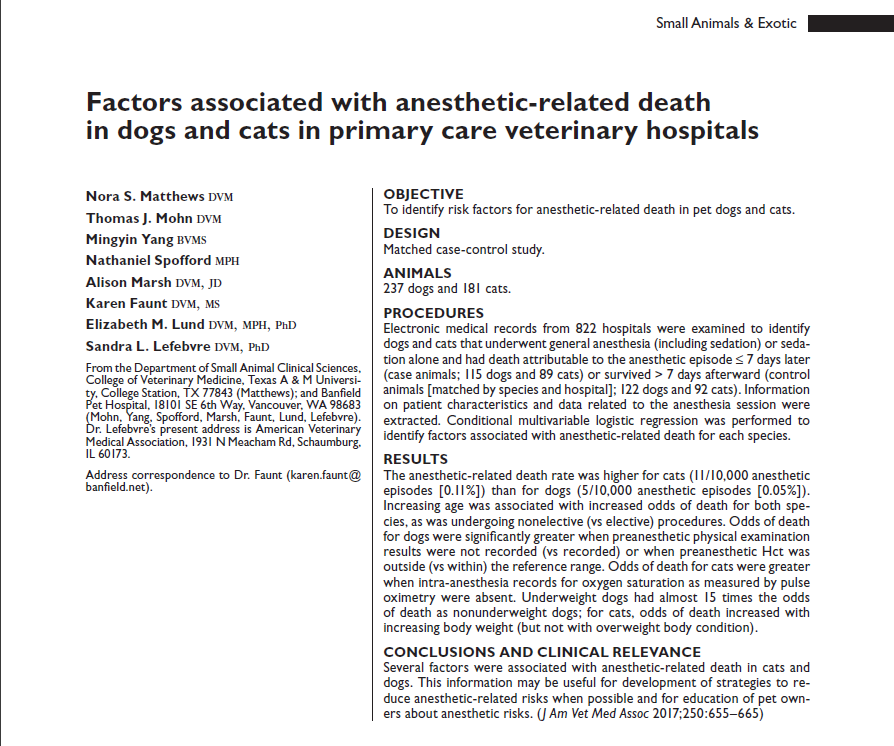 Small Animals & Exotic
Factors associated with anesthetic-related death
in dogs and cats in primary care veterinary hospitals
Nora S. Matthews DVM
Thomas J. Mohn DVM
Mingyin Yang BVMS
Nathaniel Spofford MPH
Alison Marsh DVM, JD
Karen Faunt DVM, MS
Elizabeth M. Lund DVM, MPH, PhD
Sandra L. Lefebvre DVM, PhD
From the Department of Small Animal Clinical Sciences,
College of Veterinary Medicine, Texas A & M Universi-
ty, College Station, TX 77843 (Matthews); and Banfield
Pet Hospital, 18101 SE 6th Way, Vancouver, WA 98683
(Mohn, Yang, Spofford, Marsh, Faunt, Lund, Lefebvre).
Dr. Lefebvre's present address is American Veterinary
Medical Association, 1931 N Meacham Rd, Schaumburg,
IL 60173.
Address correspondence to Dr. Faunt (karen.faunt@
banfield.net).
OBJECTIVE
To identify risk factors for anesthetic-related death in pet dogs and cats.
DESIGN
Matched case-control study.
ANIMALS
237 dogs and 181 cats.
PROCEDURES
Electronic medical records from 822 hospitals were examined to identify
dogs and cats that underwent general anesthesia (including sedation) or seda-
tion alone and had death attributable to the anesthetic episode ≤ 7 days later
(case animals; 115 dogs and 89 cats) or survived > 7 days afterward (control
animals [matched by species and hospital]; 122 dogs and 92 cats). Information
on patient characteristics and data related to the anesthesia session were
extracted. Conditional multivariable logistic regression was performed to
identify factors associated with anesthetic-related death for each species.
RESULTS
The anesthetic-related death rate was higher for cats (11/10,000 anesthetic
episodes [0.11%]) than for dogs (5/10,000 anesthetic episodes [0.05%]).
Increasing age was associated with increased odds of death for both spe-
cies, as was undergoing nonelective (vs elective) procedures. Odds of death
for dogs were significantly greater when preanesthetic physical examination
results were not recorded (vs recorded) or when preanesthetic Hct was
outside (vs within) the reference range. Odds of death for cats were greater
when intra-anesthesia records for oxygen saturation as measured by pulse
oximetry were absent. Underweight dogs had almost 15 times the odds
of death as nonunderweight dogs; for cats, odds of death increased with
increasing body weight (but not with overweight body condition).
CONCLUSIONS AND CLINICAL RELEVANCE
Several factors were associated with anesthetic-related death in cats and
dogs. This information may be useful for development of strategies to re-
duce anesthetic-related risks when possible and for education of pet own-
ers about anesthetic risks. (J Am Vet Med Assoc 2017;250:655–665)